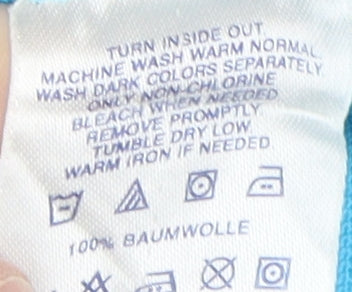 TURN INSIDE OUT
MACHINE WASH WARM NORMAL
WASH DARK COLORS SEPARATELY
ONLY NON-CHLORINE
BLEACH WHEN NEEDED
REMOVE PROMPTLY
TUMBLE DRY LOW
WARM IRON IF NEEDED
100% BAUMWOLLE